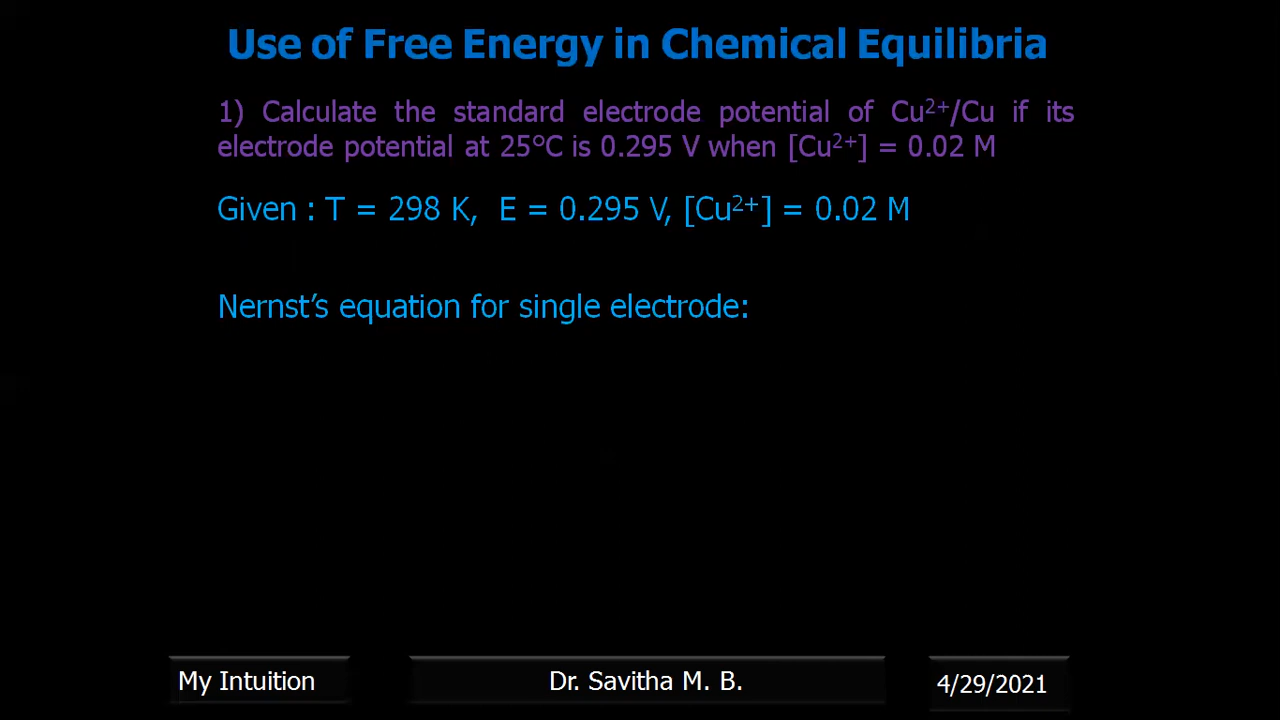 Use of Free Energy in Chemical Equilibria
1) Calculate the standard electrode potential of Cu²⁺/Cu if its
electrode potential at 25°C is 0.295 V when [Cu²⁺] = 0.02 M
Given : T = 298 K, E = 0.295 V, [Cu²⁺] = 0.02 M
Nernst’s equation for single electrode:
My Intuition
Dr. Savitha M. B.
4/29/2021